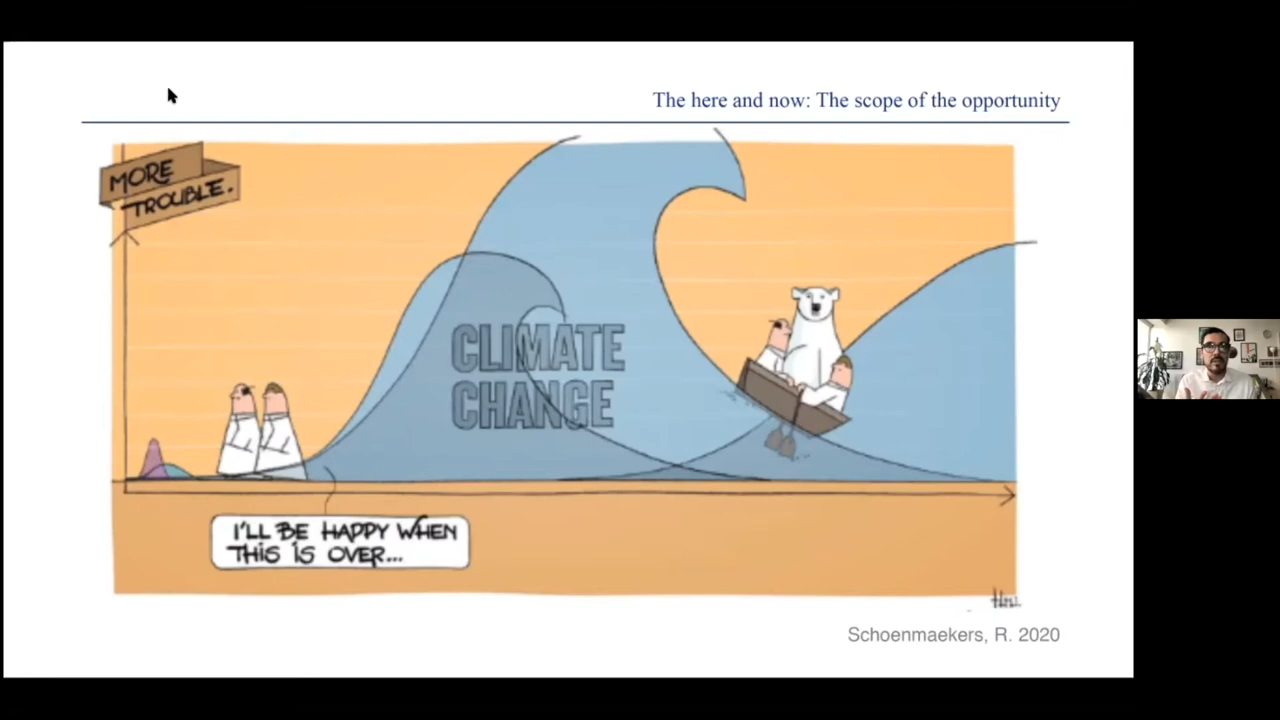 The here and now: The scope of the opportunity
MORE
TROUBLE.
CLIMATE
CHANGE
I'LL BE HAPPY WHEN
THIS IS OVER...
Schoenmaekers, R. 2020